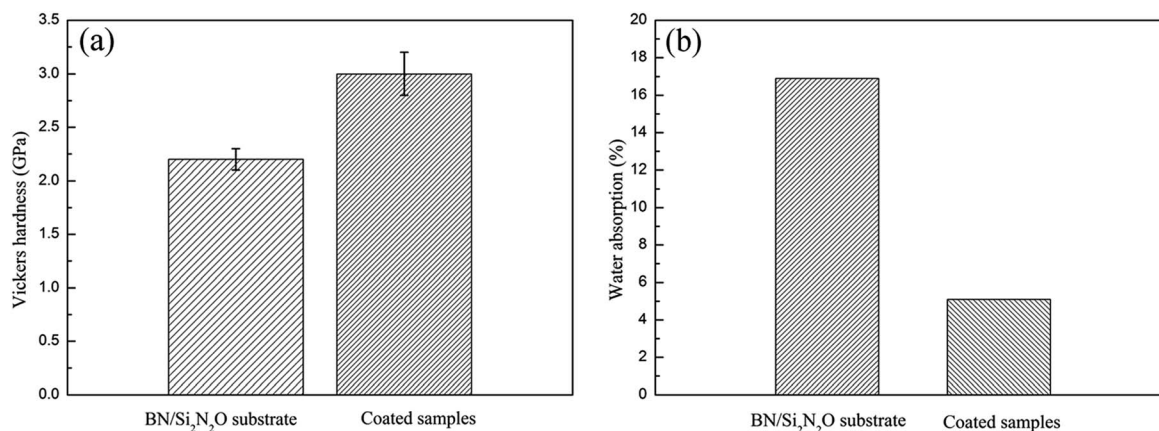 (a)
Vickers hardness (GPa)
3.5
3.0
2.5
2.0
1.5
1.0
0.5
0.0
BN/Si₂N₂O substrate
Coated samples
(b)
Water absorption (%)
20
18
16
14
12
10
8
6
4
2
0
BN/Si₂N₂O substrate
Coated samples